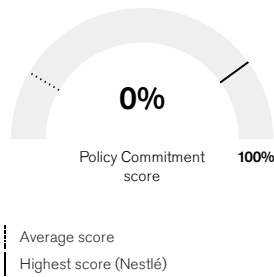 0%
Policy Commitment
score
100%
Average score
Highest score (Nestlé)